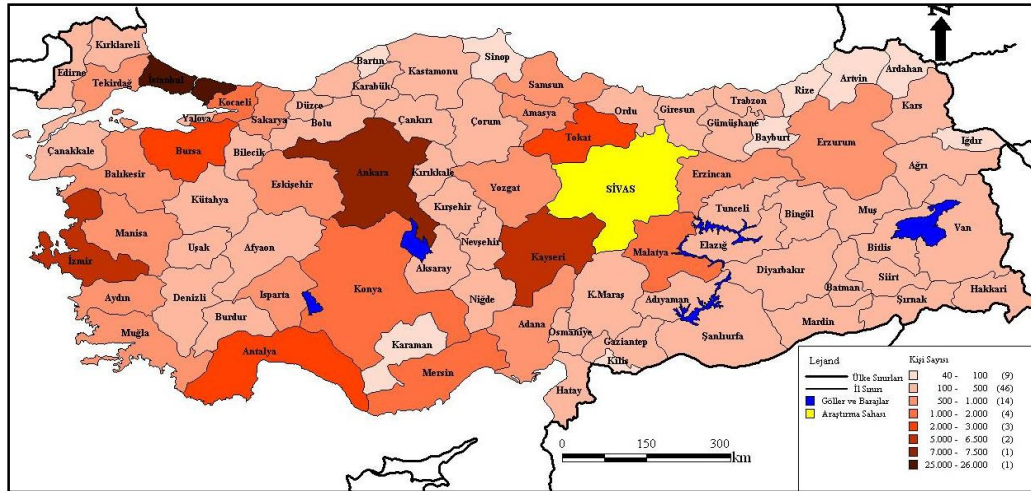 N
Kırklareli
Sinop
Edirne
Tekirdağ
İstanbul
Bartın
Kastamonu
Karabük
Samsun
Artvin
Ardahan
Rize
Kocaeli
Yalova
Sakarya
Düzce
Bolu
Çankırı
Çorum
Amasya
Ordu
Giresun
Trabzon
Gümüşhane
Bayburt
Kars
Tokat
Çanakkale
Bursa
Bilecik
Balıkesir
Eskişehir
Ankara
Kırıkkale
Yozgat
SİVAS
Erzincan
Erzurum
Ağrı
Iğdır
Kütahya
Kırşehir
Tunceli
Bingöl
Muş
Manisa
Uşak
Afyon
Nevşehir
Kayseri
Malatya
Elazığ
Bitlis
Van
İzmir
Aksaray
Diyarbakır
Siirt
Batman
Aydın
Denizli
Isparta
Konya
Niğde
K.Maraş
Adıyaman
Şırnak
Hakkari
Burdur
Muğla
Adana
Osmaniye
Gaziantep
Şanlıurfa
Mardin
Antalya
Karaman
Mersin
Kilis
Hatay
Lejand
Ülke Sınırları
İl Sınırı
Göller ve Barajlar
Araştırma Sahası
Kişi Sayısı
40 - 100 (9)
100 - 500 (46)
500 - 1.000 (14)
1.000 - 2.000 (4)
2.000 - 3.000 (3)
5.000 - 6.500 (2)
7.000 - 7.500 (1)
25.000 - 26.000 (1)
0 150 300
km